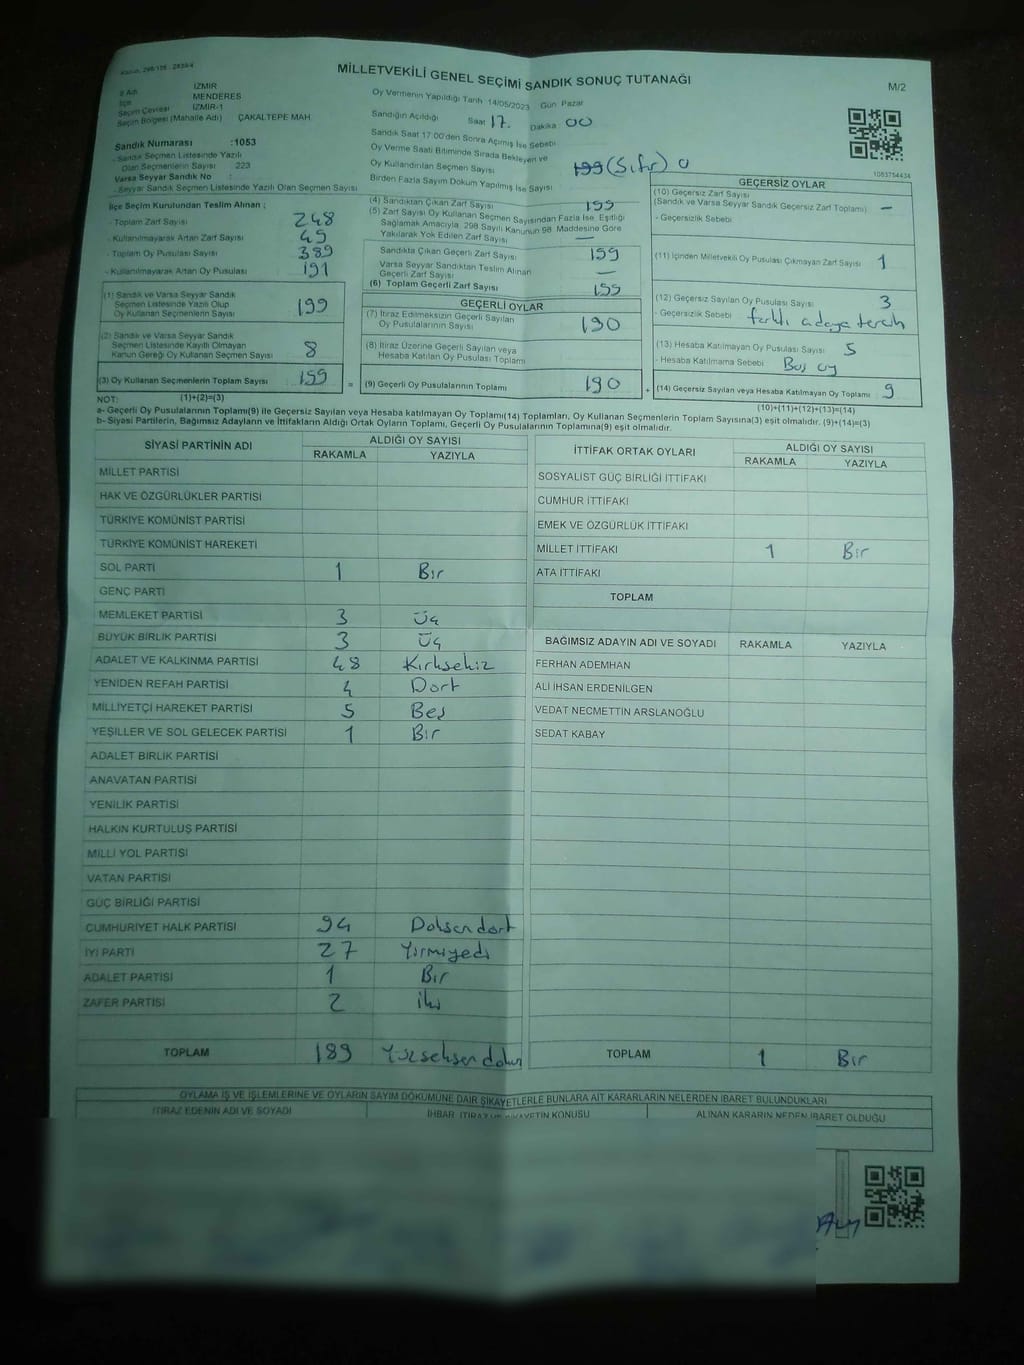 MİLLETVEKİLİ GENEL SEÇİMİ SANDIK SONUÇ TUTANAĞI
M/2
İl Adı İZMİR
İlçe MENDERES
Seçim Çevresi İZMİR-1
Seçim Bölgesi (Mahalle Adı) ÇAKALTEPE MAH
Sandık Numarası :1053
- Sandık Seçmen Listesinde Yazılı
Olan Seçmenlerin Sayısı 223
Varsa Seyyar Sandık No :
- Seyyar Sandık Seçmen Listesinde Yazılı Olan Seçmen Sayısı
Oy Vermenin Yapıldığı Tarih 14/05/2023 Gün Pazar
Sandığın Açıldığı Saat 17. Dakika 00
Sandık Saat 17:00'den Sonra Açılmış İse Sebebi
Oy Verme Saati Bitiminde Sırada Bekleyen ve
Oy Kullandırılan Seçmen Sayısı (Sıfır) 0
Birden Fazla Sayım Döküm Yapılmış İse Sayısı
1053754434
İlçe Seçim Kurulundan Teslim Alınan ;
- Toplam Zarf Sayısı 248
- Kullanılmayarak Artan Zarf Sayısı 49
- Toplam Oy Pusulası Sayısı 389
- Kullanılmayarak Artan Oy Pusulası 191
(1) Sandık ve Varsa Seyyar Sandık
Seçmen Listesinde Yazılı Olup
Oy Kullanan Seçmenlerin Sayısı 199
(2) Sandık ve Varsa Seyyar Sandık
Seçmen Listesinde Kayıtlı Olmayan
Kanun Gereği Oy Kullanan Seçmen Sayısı 8
(3) Oy Kullanan Seçmenlerin Toplam Sayısı 199
(1)+(2)=(3)
(4) Sandıktan Çıkan Zarf Sayısı 199
(5) Zarf Sayısı Oy Kullanan Seçmen Sayısından Fazla İse, Eşitliği
Sağlamak Amacıyla 298 Sayılı Kanunun 98. Maddesine Göre
Yakılarak Yok Edilen Zarf Sayısı —
Sandıkta Çıkan Geçerli Zarf Sayısı 199
Varsa Seyyar Sandıktan Teslim Alınan
Geçerli Zarf Sayısı —
(6) Toplam Geçerli Zarf Sayısı 199
GEÇERLİ OYLAR
(7) İtiraz Edilmeksizin Geçerli Sayılan
Oy Pusulalarının Sayısı 190
(8) İtiraz Üzerine Geçerli Sayılan veya
Hesaba Katılan Oy Pusulası Toplamı
= (9) Geçerli Oy Pusulalarının Toplamı 190
GEÇERSİZ OYLAR
(10) Geçersiz Zarf Sayısı
(Sandık ve Varsa Seyyar Sandık Geçersiz Zarf Toplamı) —
- Geçersizlik Sebebi
(11) İçinden Milletvekili Oy Pusulası Çıkmayan Zarf Sayısı 1
(12) Geçersiz Sayılan Oy Pusulası Sayısı 3
- Geçersizlik Sebebi farklı adaya tercih
(13) Hesaba Katılmayan Oy Pusulası Sayısı 5
- Hesaba Katılmama Sebebi Boş oy
+ (14) Geçersiz Sayılan veya Hesaba Katılmayan Oy Toplamı 9
(10)+(11)+(12)+(13)=(14)
NOT:
a- Geçerli Oy Pusulalarının Toplamı(9) ile Geçersiz Sayılan veya Hesaba katılmayan Oy Toplamı(14) Toplamları, Oy Kullanan Seçmenlerin Toplam Sayısına(3) eşit olmalıdır. (9)+(14)=(3)
b- Siyasi Partilerin, Bağımsız Adayların ve İttifakların Aldığı Ortak Oyların Toplamı, Geçerli Oy Pusulalarının Toplamına(9) eşit olmalıdır.
SİYASİ PARTİNİN ADI ALDIĞI OY SAYISI
RAKAMLA YAZIYLA
MİLLET PARTİSİ
HAK VE ÖZGÜRLÜKLER PARTİSİ
TÜRKİYE KOMÜNİST PARTİSİ
TÜRKİYE KOMÜNİST HAREKETİ
SOL PARTİ 1 Bir
GENÇ PARTİ
MEMLEKET PARTİSİ 3 Üç
BÜYÜK BİRLİK PARTİSİ 3 Üç
ADALET VE KALKINMA PARTİSİ 48 Kırksekiz
YENİDEN REFAH PARTİSİ 4 Dört
MİLLİYETÇİ HAREKET PARTİSİ 5 Beş
YEŞİLLER VE SOL GELECEK PARTİSİ 1 Bir
ADALET BİRLİK PARTİSİ
ANAVATAN PARTİSİ
YENİLİK PARTİSİ
HALKIN KURTULUŞ PARTİSİ
MİLLİ YOL PARTİSİ
VATAN PARTİSİ
GÜÇ BİRLİĞİ PARTİSİ
CUMHURİYET HALK PARTİSİ 94 Doksandört
İYİ PARTİ 27 Yirmiyedi
ADALET PARTİSİ 1 Bir
ZAFER PARTİSİ 2 iki
TOPLAM 189 Yüzseksendokuz
İTTİFAK ORTAK OYLARI ALDIĞI OY SAYISI
RAKAMLA YAZIYLA
SOSYALİST GÜÇ BİRLİĞİ İTTİFAKI
CUMHUR İTTİFAKI
EMEK VE ÖZGÜRLÜK İTTİFAKI
MİLLET İTTİFAKI 1 Bir
ATA İTTİFAKI
TOPLAM
BAĞIMSIZ ADAYIN ADI VE SOYADI RAKAMLA YAZIYLA
FERHAN ADEMHAN
ALİ İHSAN ERDENİLGEN
VEDAT NECMETTİN ARSLANOĞLU
SEDAT KABAY
TOPLAM 1 Bir
OYLAMA İŞ VE İŞLEMLERİNE VE OYLARIN SAYIM DÖKÜMÜNE DAİR ŞİKAYETLERLE BUNLARA AİT KARARLARIN NELERDEN İBARET BULUNDUKLARI
İTİRAZ EDENİN ADI VE SOYADI
İHBAR, İTİRAZ VE ŞİKAYETİN KONUSU
ALINAN KARARIN NEDEN İBARET OLDUĞU